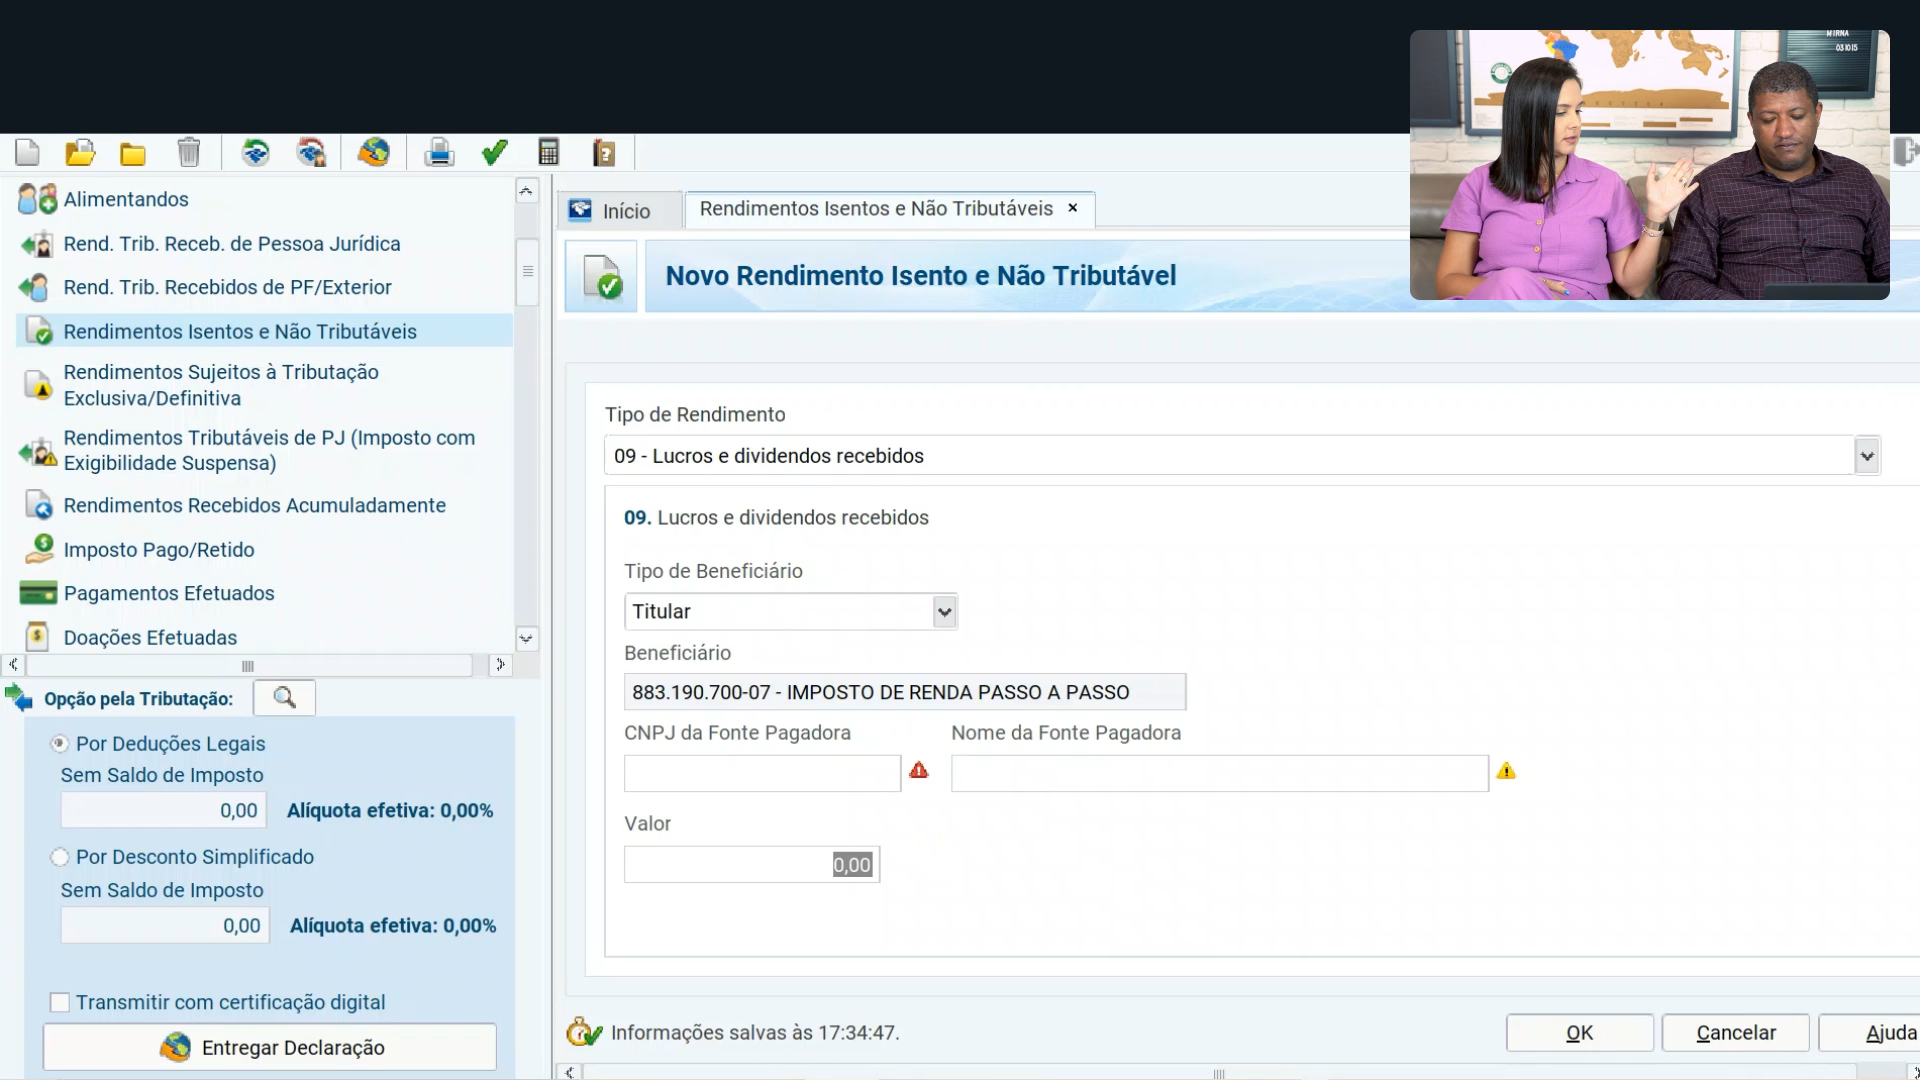 MIRNA
031015
Alimentandos
Rend. Trib. Receb. de Pessoa Jurídica
Rend. Trib. Recebidos de PF/Exterior
Rendimentos Isentos e Não Tributáveis
Rendimentos Sujeitos à Tributação
Exclusiva/Definitiva
Rendimentos Tributáveis de PJ (Imposto com
Exigibilidade Suspensa)
Rendimentos Recebidos Acumuladamente
Imposto Pago/Retido
Pagamentos Efetuados
Doações Efetuadas
Opção pela Tributação:
Por Deduções Legais
Sem Saldo de Imposto
0,00 Alíquota efetiva: 0,00%
Por Desconto Simplificado
Sem Saldo de Imposto
0,00 Alíquota efetiva: 0,00%
Transmitir com certificação digital
Entregar Declaração
Início
Rendimentos Isentos e Não Tributáveis
Novo Rendimento Isento e Não Tributável
Tipo de Rendimento
09 - Lucros e dividendos recebidos
09. Lucros e dividendos recebidos
Tipo de Beneficiário
Titular
Beneficiário
883.190.700-07 - IMPOSTO DE RENDA PASSO A PASSO
CNPJ da Fonte Pagadora
Nome da Fonte Pagadora
Valor
0,00
Informações salvas às 17:34:47.
OK
Cancelar
Ajuda